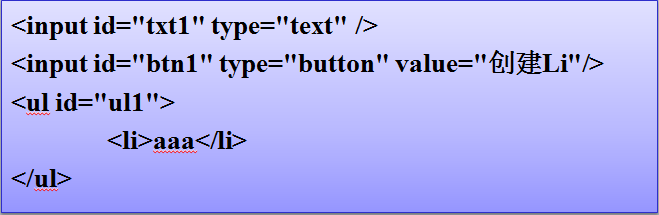 <input id="txt1" type="text" />
<input id="btn1" type="button" value="创建Li"/>
<ul id="ul1">
<li>aaa</li>
</ul>